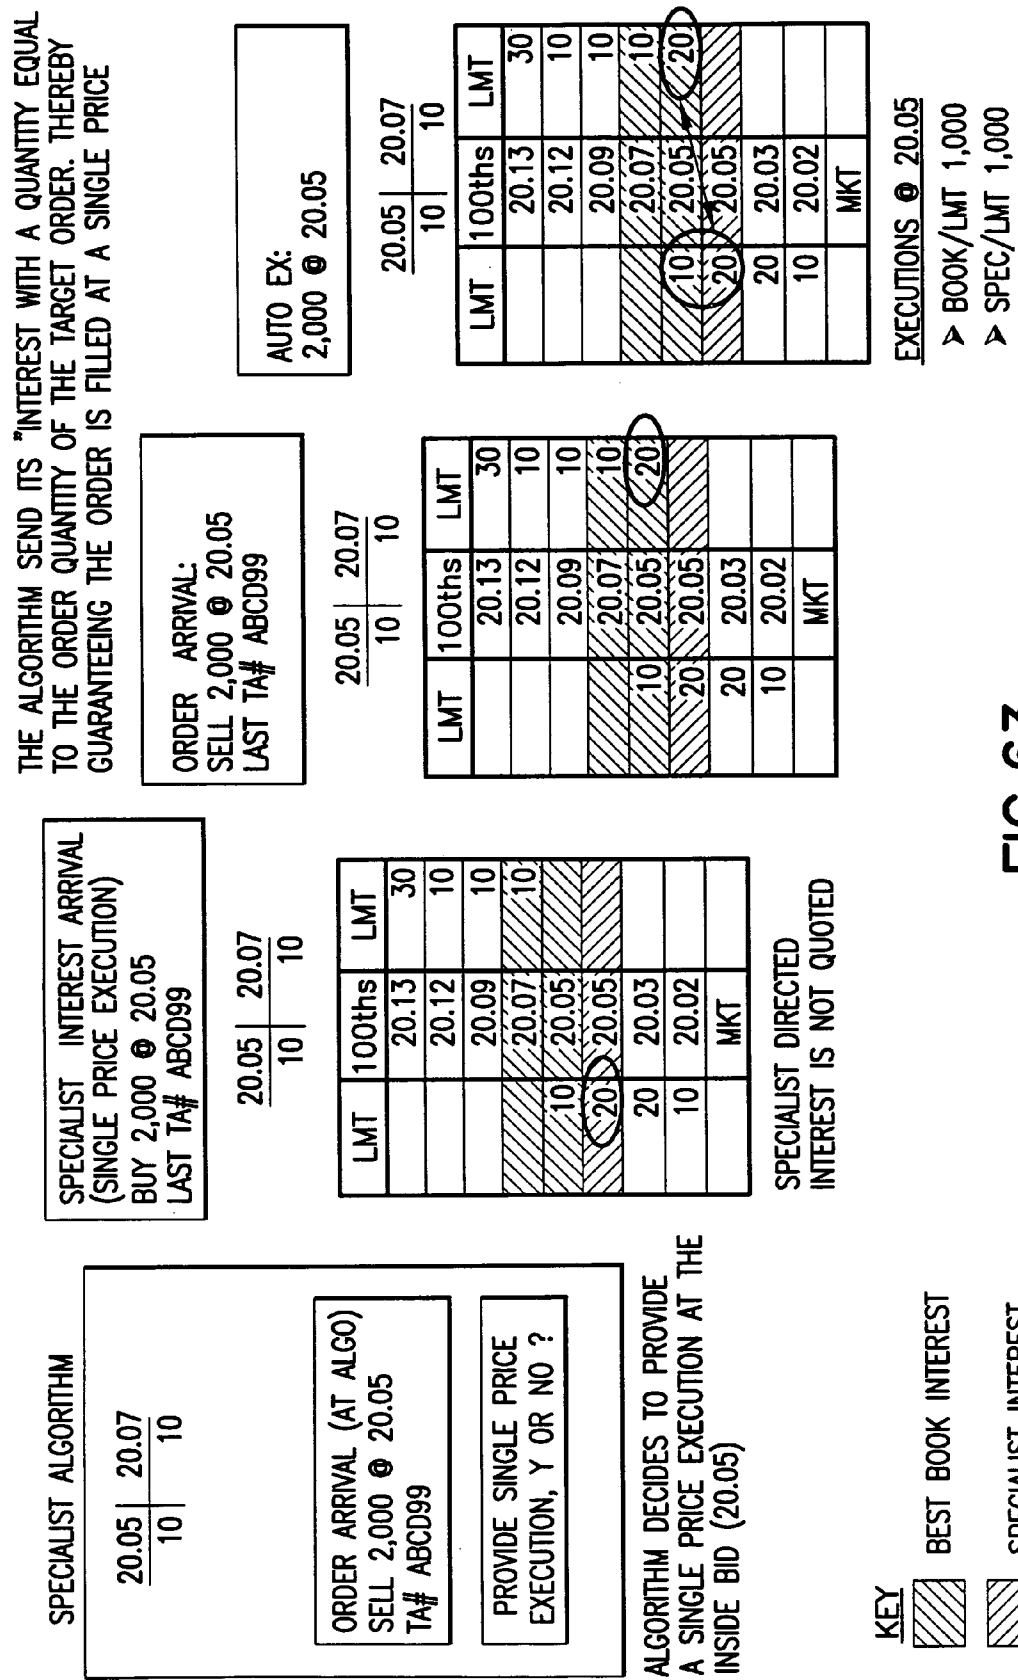 SPECIALIST ALGORITHM
20.05 20.07
10 10
ORDER ARRIVAL (AT ALGO)
SELL 2,000 @ 20.05
TA# ABCD99
PROVIDE SINGLE PRICE
EXECUTION, Y OR NO ?
ALGORITHM DECIDES TO PROVIDE
A SINGLE PRICE EXECUTION AT THE
INSIDE BID (20.05)
SPECIALIST INTEREST ARRIVAL
(SINGLE PRICE EXECUTION)
BUY 2,000 @ 20.05
LAST TA# ABCD99
20.05 20.07
10 10
LMT 100ths LMT
20.13 30
20.12 10
20.09 10
20.07 10
10 20.05
20 20.05
20 20.03
10 20.02
MKT
SPECIALIST DIRECTED
INTEREST IS NOT QUOTED
THE ALGORITHM SEND ITS "INTEREST WITH A QUANTITY EQUAL
TO THE ORDER QUANTITY OF THE TARGET ORDER. THEREBY
GUARANTEEING THE ORDER IS FILLED AT A SINGLE PRICE
ORDER ARRIVAL:
SELL 2,000 @ 20.05
LAST TA# ABCD99
20.05 20.07
10 10
LMT 100ths LMT
20.13 30
20.12 10
20.09 10
20.07 10
10 20.05 20
20 20.05
20 20.03
10 20.02
MKT
AUTO EX:
2,000 @ 20.05
20.05 20.07
10 10
LMT 100ths LMT
20.13 30
20.12 10
20.09 10
20.07 10
10 20.05 20
20 20.05
20 20.03
10 20.02
MKT
EXECUTIONS @ 20.05
➤ BOOK/LMT 1,000
➤ SPEC/LMT 1,000
KEY
BEST BOOK INTEREST
SPECIALIST INTEREST